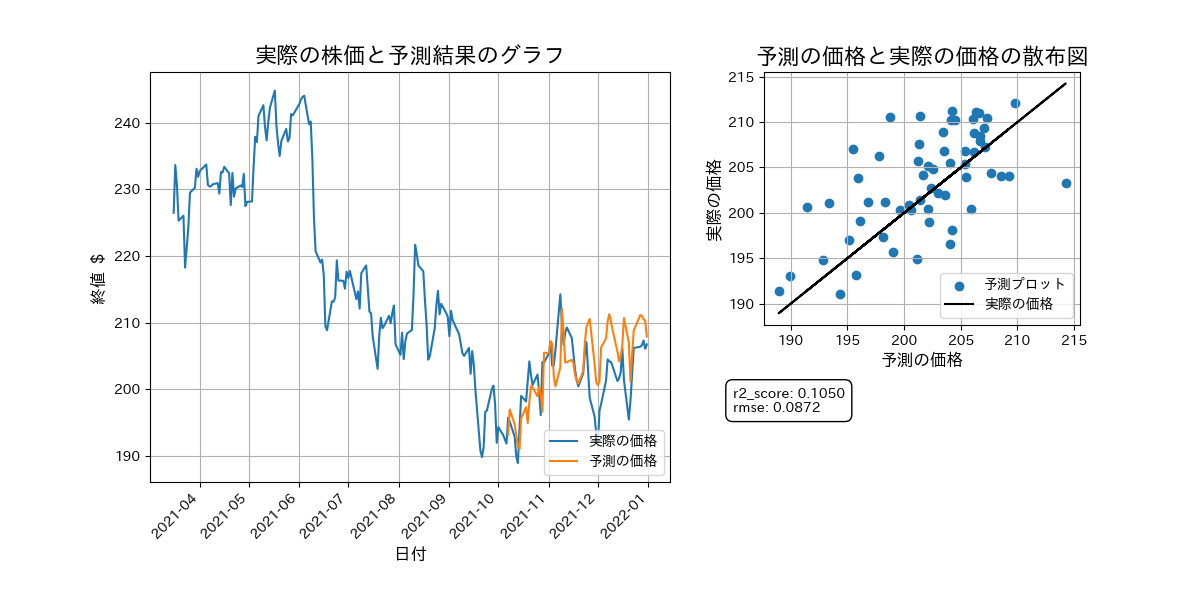 実際の株価と予測結果のグラフ
終値 $
240
230
220
210
200
190
2021-04
2021-05
2021-06
2021-07
2021-08
2021-09
2021-10
2021-11
2021-12
2022-01
日付
実際の価格
予測の価格
予測の価格と実際の価格の散布図
実際の価格
215
210
205
200
195
190
190
195
200
205
210
215
予測の価格
予測プロット
実際の価格
r2_score: 0.1050
rmse: 0.0872